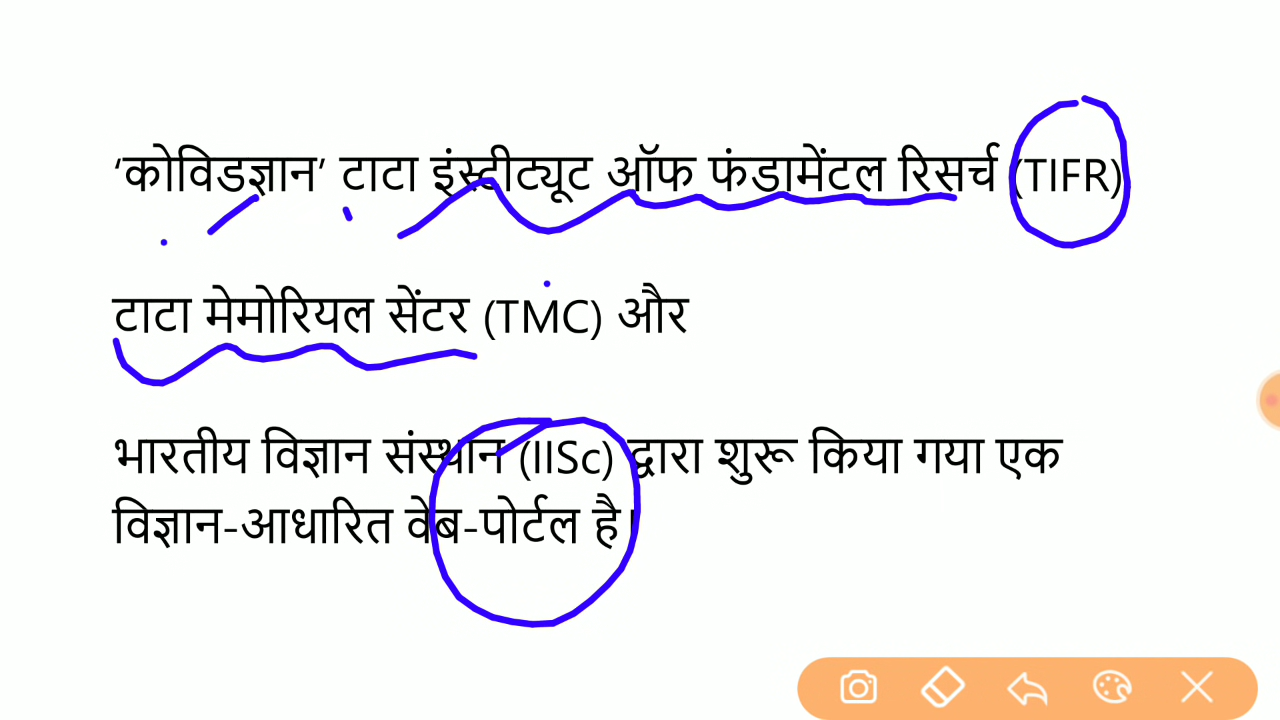 ‘कोविडज्ञान’ टाटा इंस्टीट्यूट ऑफ फंडामेंटल रिसर्च (TIFR)
टाटा मेमोरियल सेंटर (TMC) और
भारतीय विज्ञान संस्थान (IISc) द्वारा शुरू किया गया एक
विज्ञान-आधारित वेब-पोर्टल है।